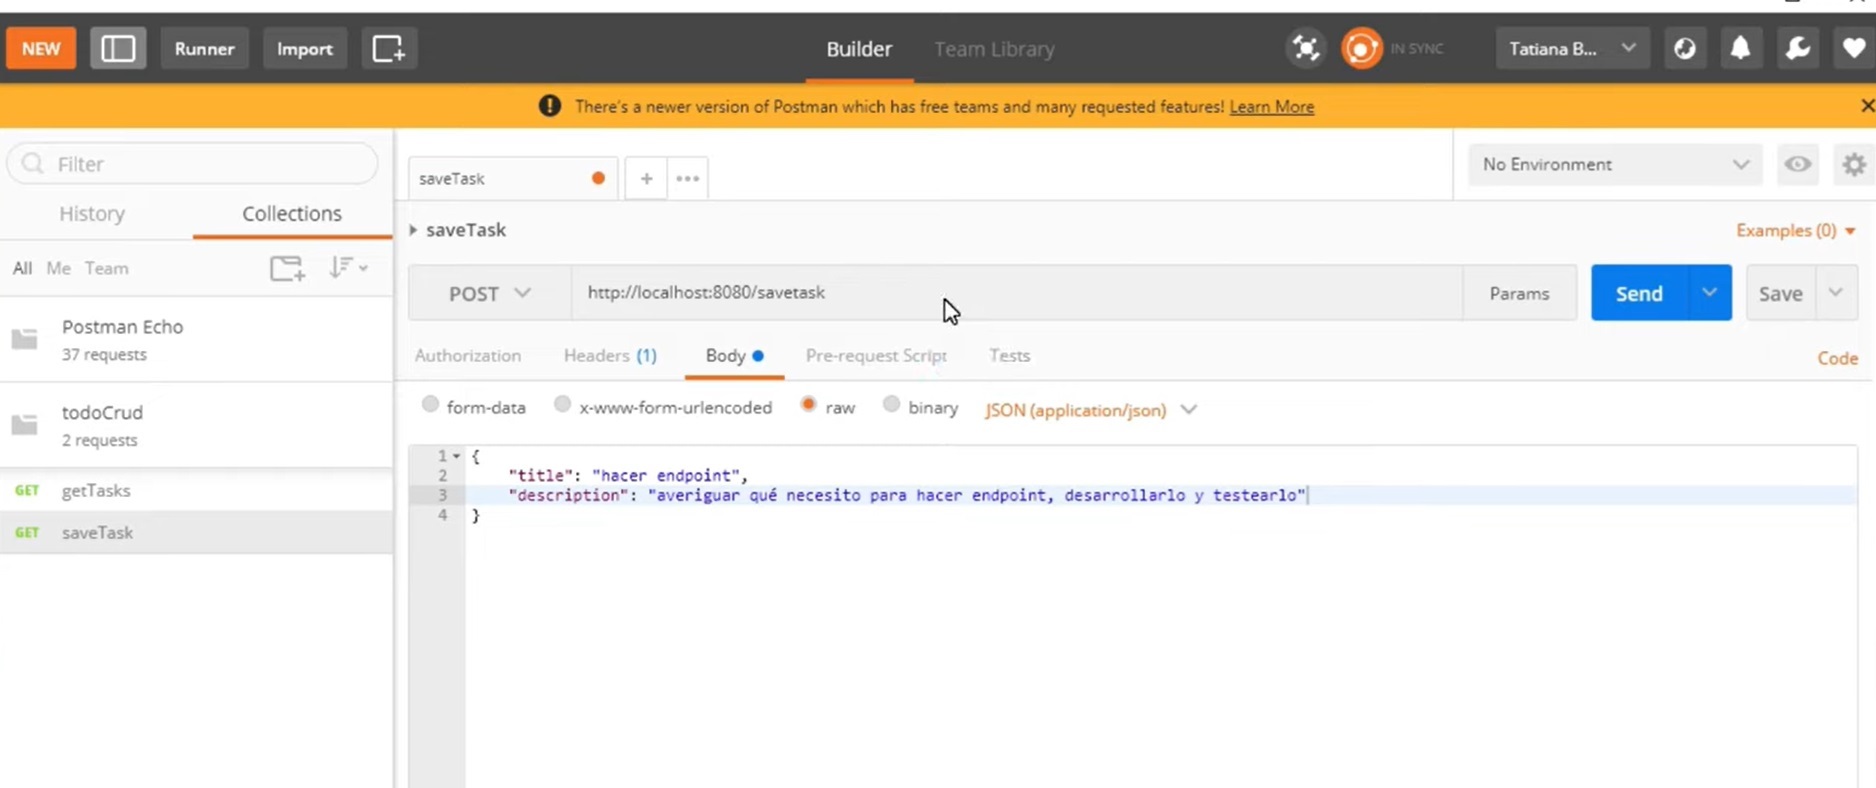 NEW Runner Import Builder Team Library IN SYNC Tatiana B...
There's a newer version of Postman which has free teams and many requested features! Learn More
Filter
History Collections
All Me Team
Postman Echo
37 requests
todoCrud
2 requests
GET getTasks
GET saveTask
saveTask + ••• No Environment
saveTask Examples (0)
POST http://localhost:8080/savetask Params Send Save
Authorization Headers (1) Body Pre-request Script Tests Code
form-data x-www-form-urlencoded raw binary JSON (application/json)
1 {
2 "title": "hacer endpoint",
3 "description": "averiguar qué necesito para hacer endpoint, desarrollarlo y testearlo"
4 }